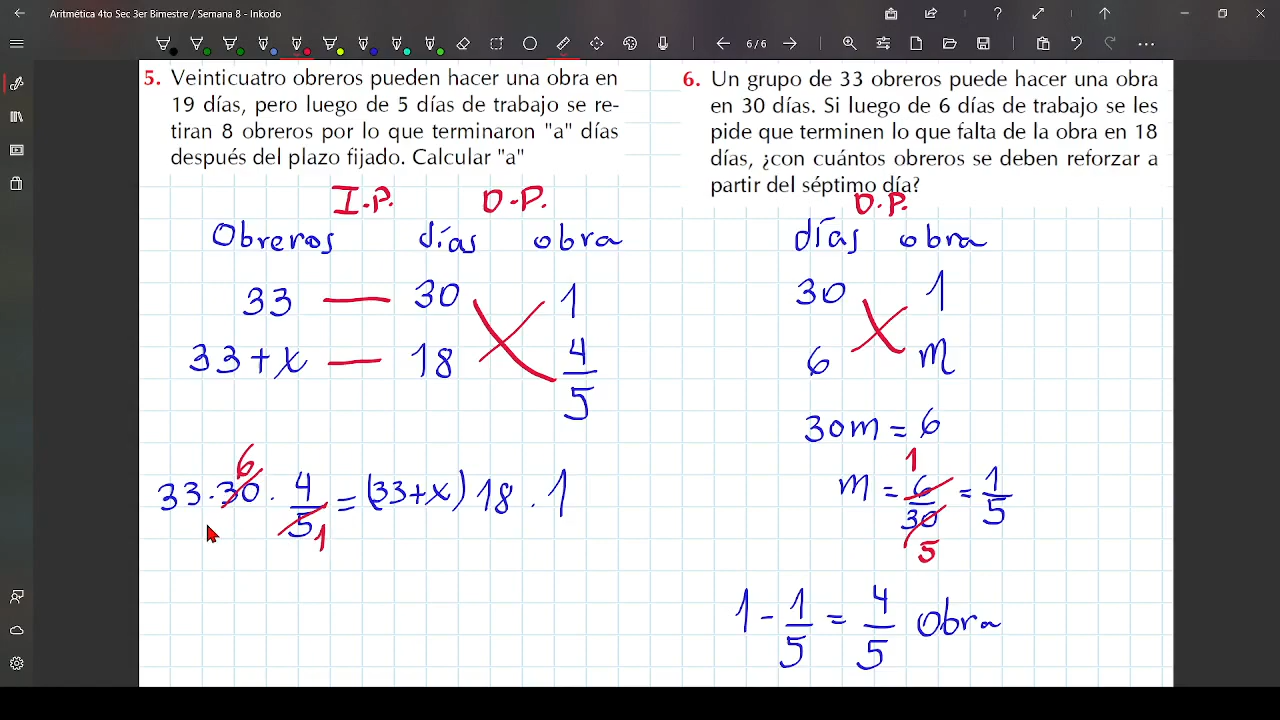 Aritmética 4to Sec 3er Bimestre / Semana 8 - Inkodo
6/6
5. Veinticuatro obreros pueden hacer una obra en
19 días, pero luego de 5 días de trabajo se re-
tiran 8 obreros por lo que terminaron "a" días
después del plazo fijado. Calcular "a"
6. Un grupo de 33 obreros puede hacer una obra
en 30 días. Si luego de 6 días de trabajo se les
pide que terminen lo que falta de la obra en 18
días, ¿con cuántos obreros se deben reforzar a
partir del séptimo día?
I.P. D.P.
Obreros días obra
33 — 30 1
33+x — 18 4/5
33·30· 4/5 = (33+x)18·1
6
1
D.P.
días obra
30 1
6 m
30m = 6
m = 6/30 = 1/5
1
5
1 - 1/5 = 4/5 Obra